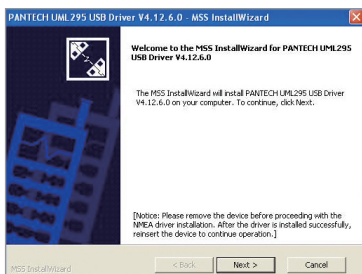 PANTECH UML295 USB Driver V4.12.6.0 - MSS InstallWizard
Welcome to the MSS InstallWizard for PANTECH UML295
USB Driver V4.12.6.0
The MSS InstallWizard will install PANTECH UML295 USB Driver
V4.12.6.0 on your computer. To continue, click Next.
[Notice: Please remove the device before proceeding with the
NMEA driver installation. After the driver is installed successfully,
reinsert the device to continue operation.]
MSS InstallWizard
< Back
Next >
Cancel